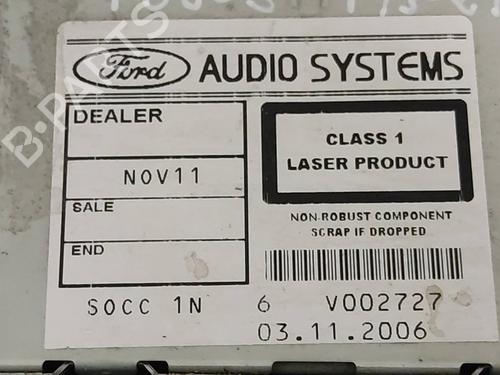 Ford AUDIO SYSTEMS
DEALER
NOV11
SALE
END
CLASS 1
LASER PRODUCT
NON-ROBUST COMPONENT
SCRAP IF DROPPED
SOCC 1N 6 V002727
03.11.2006
B-PARTS